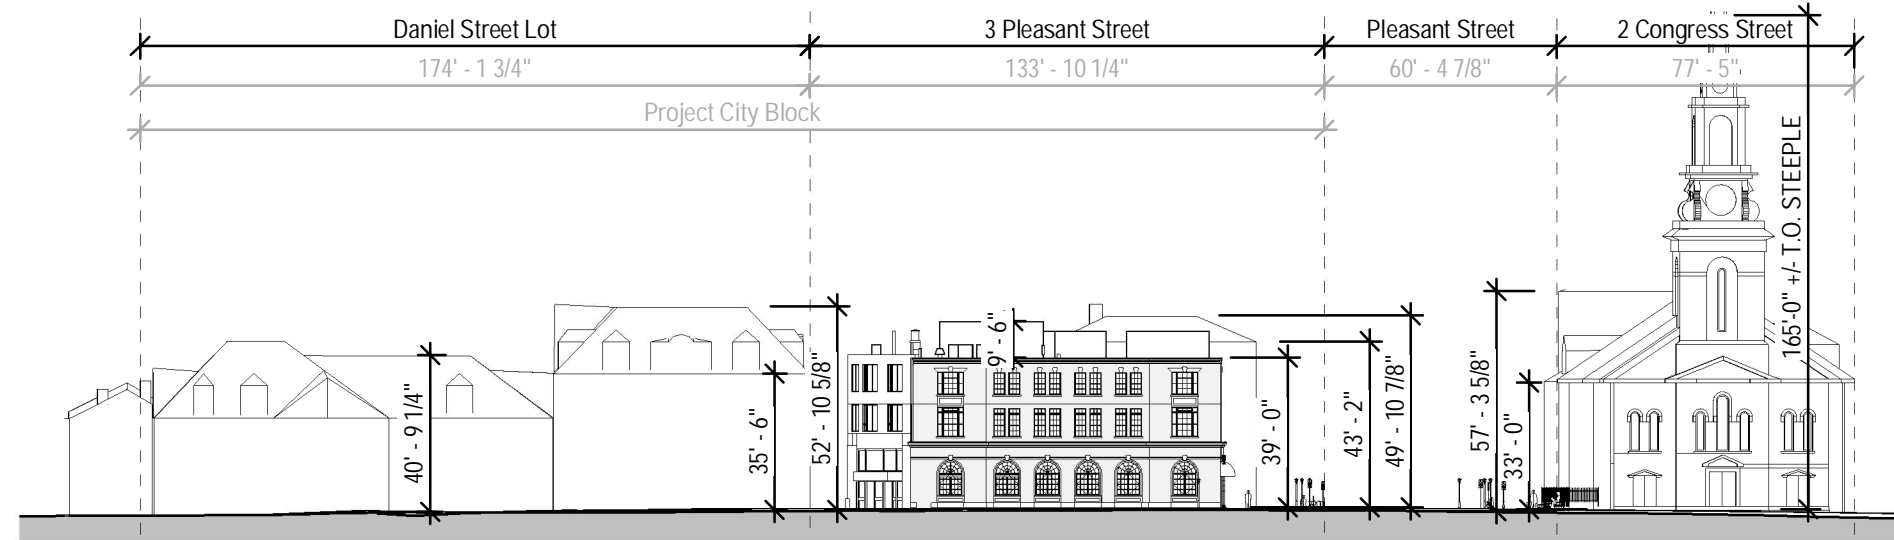 Daniel Street Lot
3 Pleasant Street
Pleasant Street
2 Congress Street
174' - 1 3/4"
133' - 10 1/4"
60' - 4 7/8"
77' - 5"
Project City Block
40' - 9 1/4"
35' - 6"
52' - 10 5/8"
9' - 6"
39' - 0"
43' - 2"
49' - 10 7/8"
57' - 3 5/8"
33' - 0"
165'-0" +/- T.O. STEEPLE